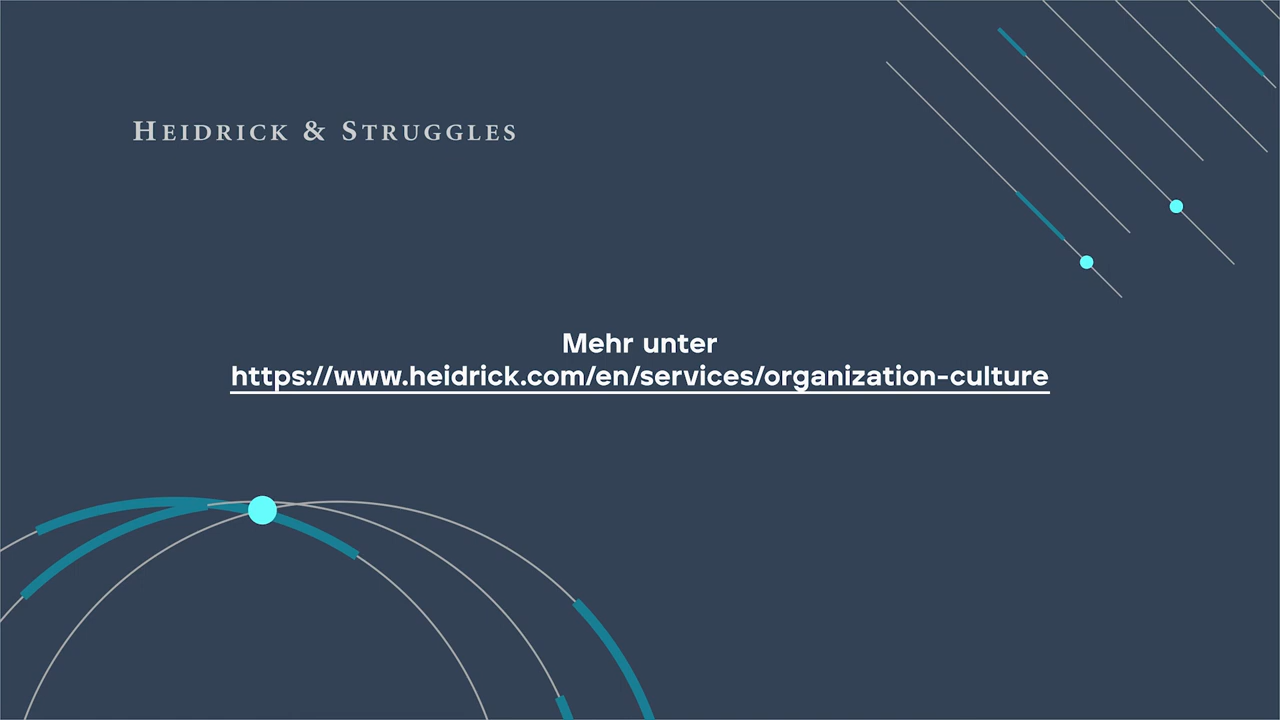 HEIDRICK & STRUGGLES
Mehr unter
https://www.heidrick.com/en/services/organization-culture